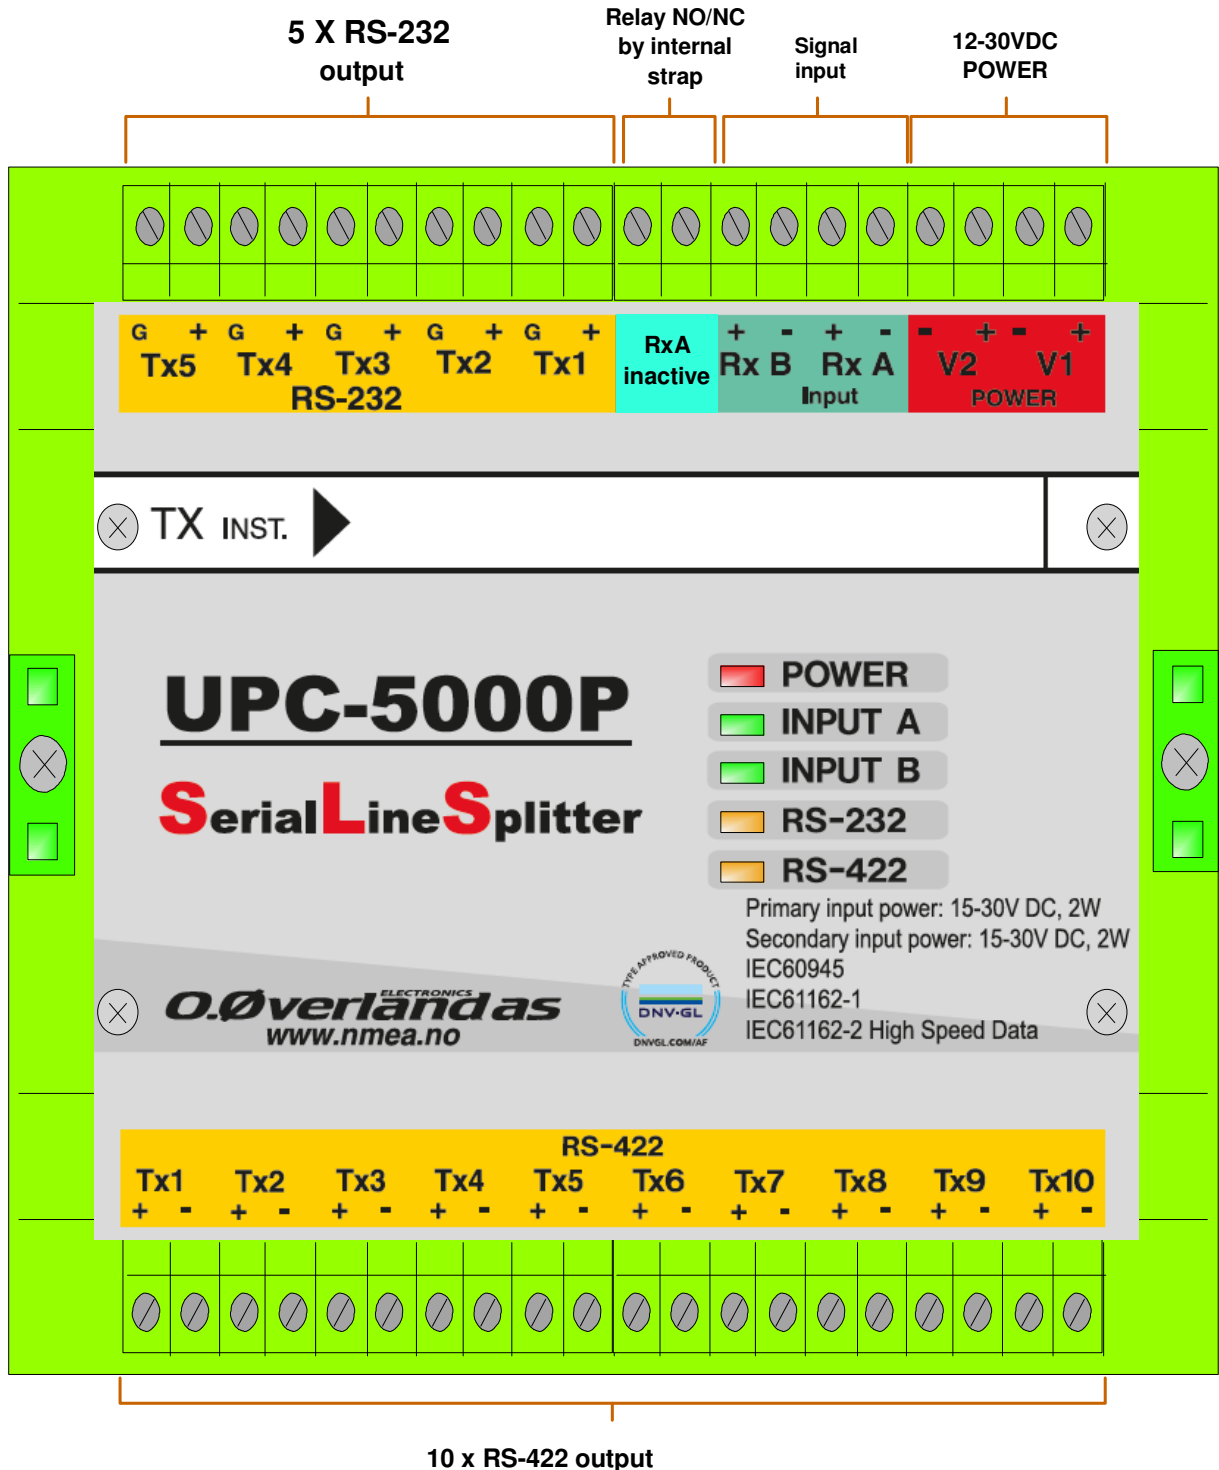 5 X RS-232
output
Relay NO/NC
by internal
strap
Signal
input
12-30VDC
POWER
G + G + G + G + G +
Tx5 Tx4 Tx3 Tx2 Tx1
RS-232
RxA
inactive
+ - + -
Rx B Rx A
Input
- + - +
V2 V1
POWER
TX INST.
UPC-5000P
SerialLineSplitter
POWER
INPUT A
INPUT B
RS-232
RS-422
Primary input power: 15-30V DC, 2W
Secondary input power: 15-30V DC, 2W
IEC60945
IEC61162-1
IEC61162-2 High Speed Data
ELECTRONICS
O.Øverland as
www.nmea.no
TYPE APPROVED PRODUCT
DNV·GL
DNVGL.COM/AF
RS-422
Tx1 Tx2 Tx3 Tx4 Tx5 Tx6 Tx7 Tx8 Tx9 Tx10
+ - + - + - + - + - + - + - + - + - + -
10 x RS-422 output